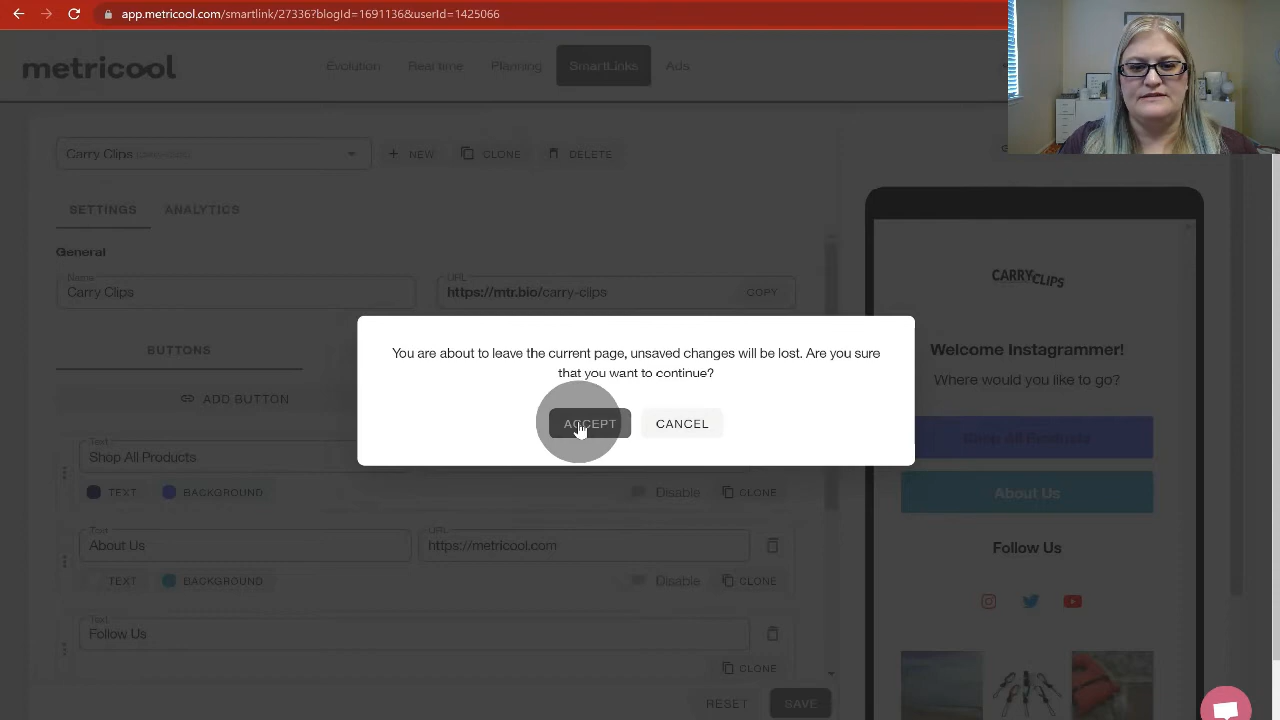 app.metricool.com/smartlink/27336?blogId=1691136&userId=1425066
metricool
Evolution
Real time
Planning
SmartLinks
Ads
Carry Clips
NEW
CLONE
DELETE
SETTINGS
ANALYTICS
General
Name
Carry Clips
URL
https://mtr.bio/carry-clips
COPY
BUTTONS
ADD BUTTON
Text
Shop All Products
TEXT
BACKGROUND
Disable
CLONE
Text
About Us
URL
https://metricool.com
TEXT
BACKGROUND
Disable
CLONE
Follow Us
CLONE
RESET
SAVE
You are about to leave the current page, unsaved changes will be lost. Are you sure
that you want to continue?
ACCEPT
CANCEL
CARRY CLIPS
Welcome Instagrammer!
Where would you like to go?
Shop All Products
About Us
Follow Us